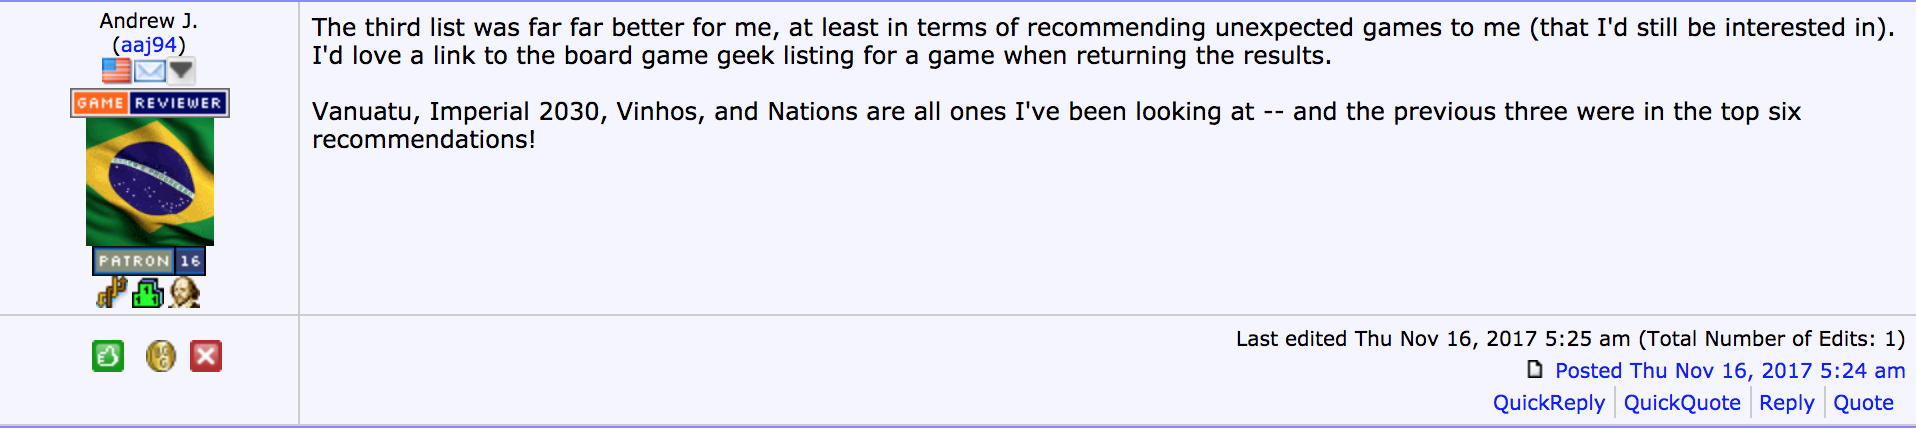 Andrew J.
(aaj94)
GAME REVIEWER
PATRON 16
The third list was far far better for me, at least in terms of recommending unexpected games to me (that I'd still be interested in).
I'd love a link to the board game geek listing for a game when returning the results.
Vanuatu, Imperial 2030, Vinhos, and Nations are all ones I've been looking at -- and the previous three were in the top six
recommendations!
Last edited Thu Nov 16, 2017 5:25 am (Total Number of Edits: 1)
Posted Thu Nov 16, 2017 5:24 am
QuickReply QuickQuote Reply Quote